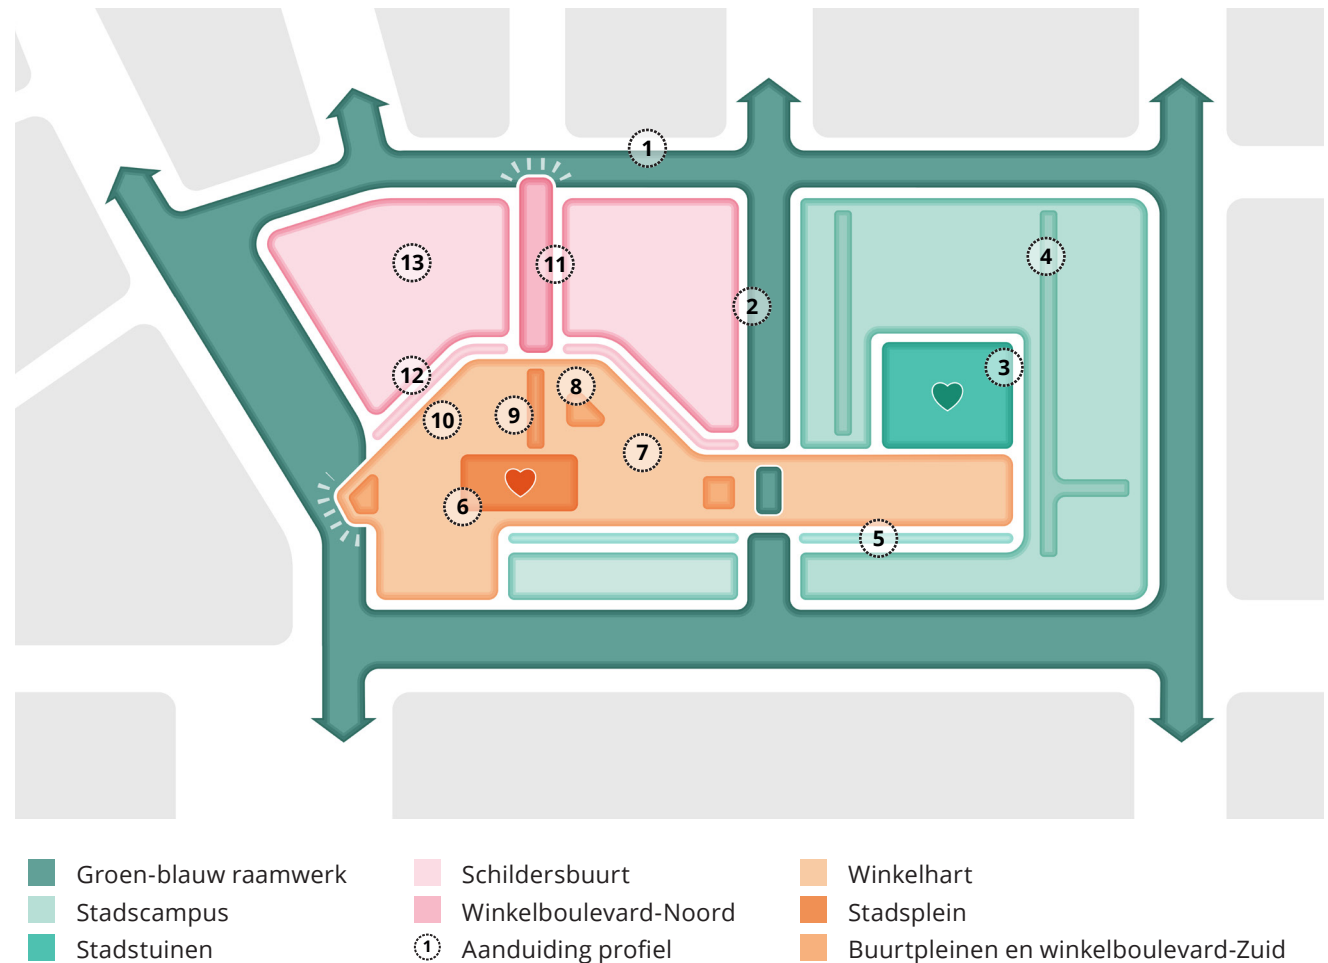 1
2
3
4
5
6
7
8
9
10
11
12
13
Groen-blauw raamwerk
Stadscampus
Stadstuinen
Schildersbuurt
Winkelboulevard-Noord
1 Aanduiding profiel
Winkelhart
Stadsplein
Buurtpleinen en winkelboulevard-Zuid